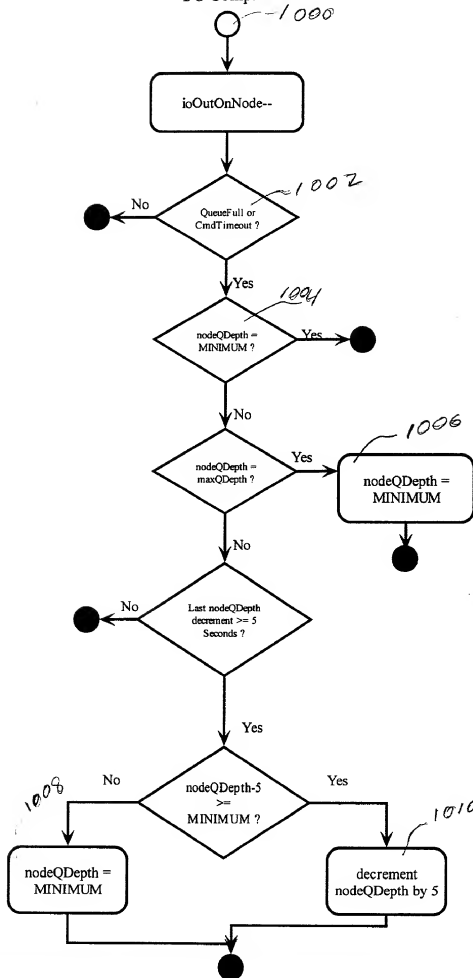 1000
ioOutOnNode--
1002
No
QueueFull or
CmdTimeout ?
Yes
1004
nodeQDepth =
MINIMUM ?
Yes
No
1006
nodeQDepth =
maxQDepth ?
Yes
nodeQDepth =
MINIMUM
No
No
Last nodeQDepth
decrement >= 5
Seconds ?
Yes
1008
No
nodeQDepth-5
>=
MINIMUM ?
Yes
1010
nodeQDepth =
MINIMUM
decrement
nodeQDepth by 5